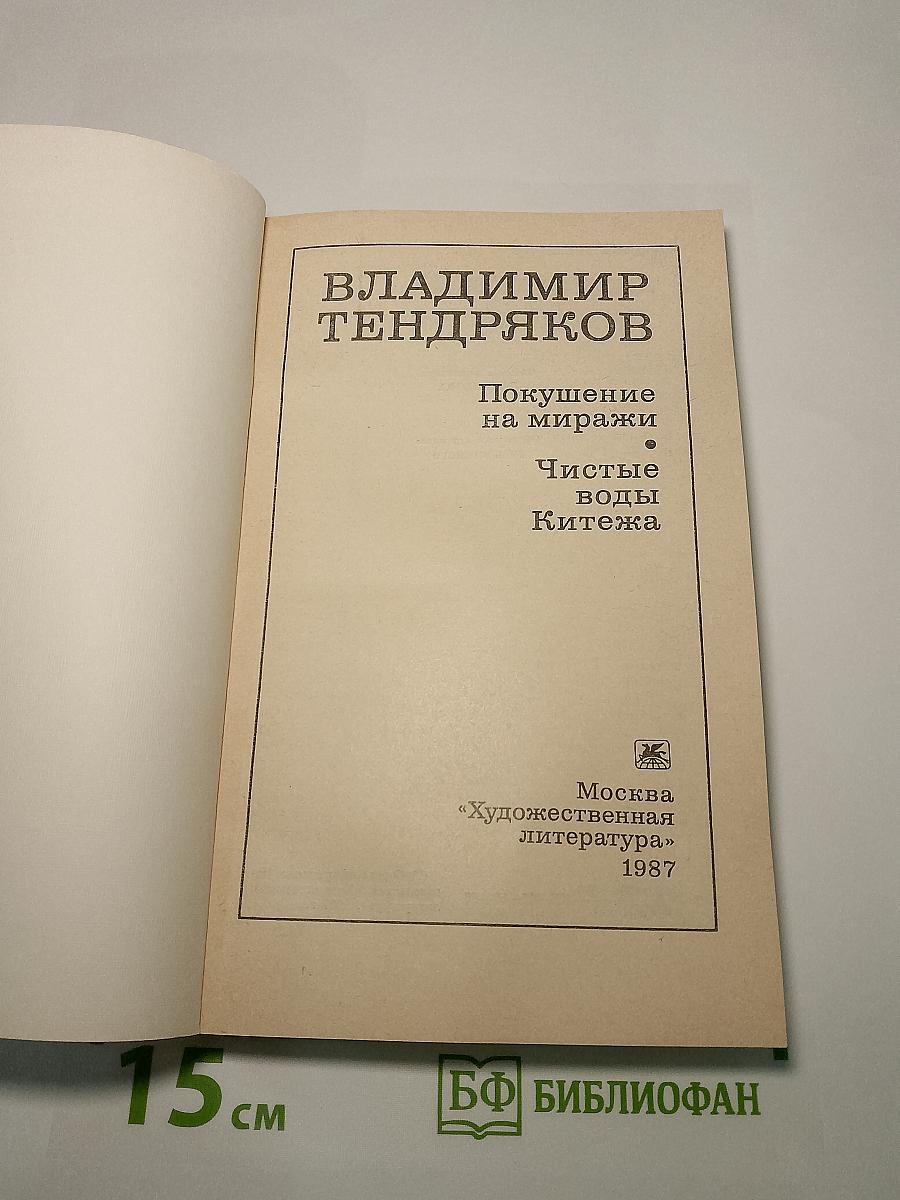 ВЛАДИМИР
ТЕНДРЯКОВ
Покушение
на миражи
•
Чистые
воды
Китежа
Москва
«Художественная
литература»
1987
15 см
БФ БИБЛИОФАН